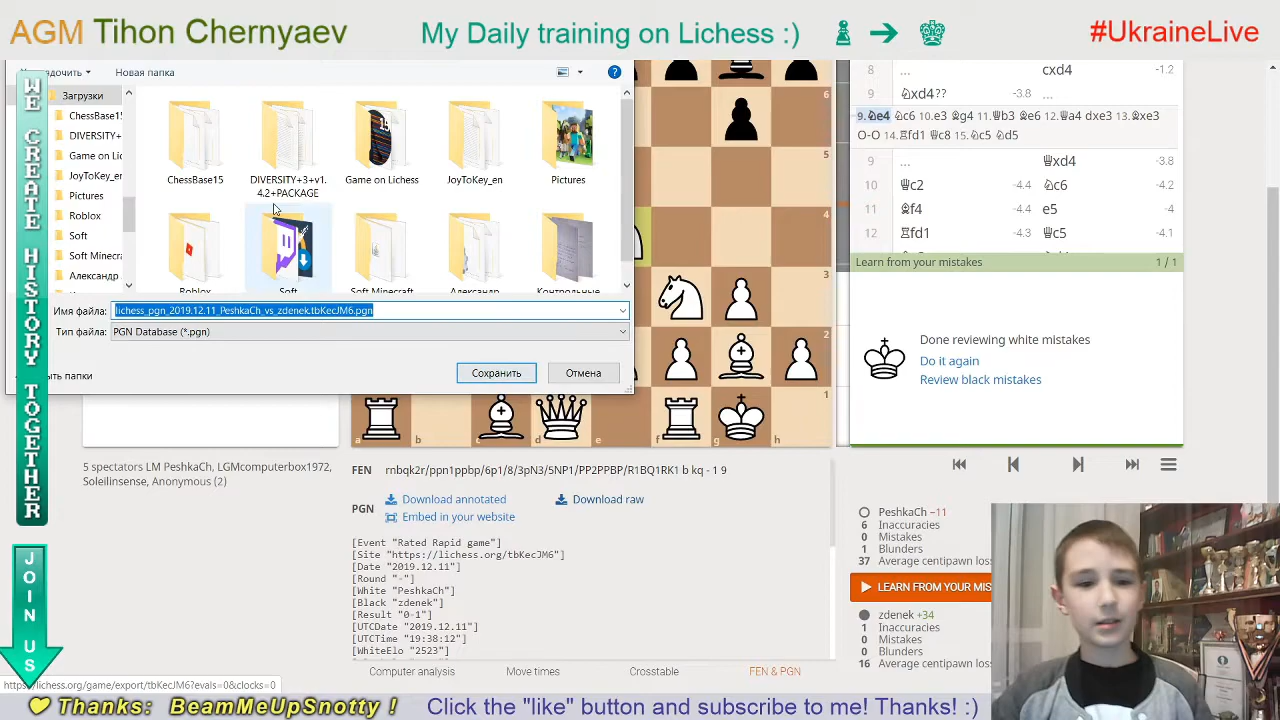 AGM Tihon Chernyaev
My Daily training on Lichess :)
#UkraineLive
WE CREATE HISTORY TOGETHER
JOIN US
Новая папка
Загрузки
ChessBase15
DIVERSITY+
Game on Lic
JoyToKey_en
Pictures
Roblox
Soft
Soft Minecra
Александр
ChessBase15
DIVERSITY+3+v1.
4.2+PACKAGE
Game on Lichess
JoyToKey_en
Pictures
Roblox
Soft
Soft Minecraft
Александр
Контрольные
Имя файла:
lichess_pgn_2019.12.11_PeshkaCh_vs_zdenek.tbKecJM6.pgn
Тип файла:
PGN Database (*.pgn)
папки
Сохранить
Отмена
6
5
4
3
2
1
a b c d e f g h
8 ... cxd4 -1.2
9 ♘xd4?? -3.8 ...
9.♘e4 ♘c6 10.e3 ♗g4 11.♕b3 ♗e6 12.♕a4 dxe3 13.♗xe3
O-O 14.♖fd1 ♕c8 15.♘c5 ♘d5
9 ... ♕xd4 -3.8
10 ♕c2 -4.4 ♘c6 -4.2
11 ♗f4 -4.4 e5 -4
12 ♖fd1 -4.3 ♕c5 -4.1
Learn from your mistakes 1 / 1
Done reviewing white mistakes
Do it again
Review black mistakes
5 spectators LM PeshkaCh, LGMcomputerbox1972,
Soleilinsense, Anonymous (2)
FEN rnbqk2r/ppn1ppbp/6p1/8/3pN3/5NP1/PP2PPBP/R1BQ1RK1 b kq - 1 9
PGN
Download annotated
Download raw
Embed in your website
[Event "Rated Rapid game"]
[Site "https://lichess.org/tbKecJM6"]
[Date "2019.12.11"]
[Round "-"]
[White "PeshkaCh"]
[Black "zdenek"]
[Result "0-1"]
[UTCDate "2019.12.11"]
[UTCTime "19:38:12"]
[WhiteElo "2523"]
Computer analysis
Move times
Crosstable
FEN & PGN
PeshkaCh −11
6 Inaccuracies
0 Mistakes
1 Blunders
37 Average centipawn loss
LEARN FROM YOUR MIS
zdenek +34
1 Inaccuracies
0 Mistakes
0 Blunders
16 Average centipawn loss
https://lichess.org/game/export/tbKecJM6?evals=0&clocks=0
Thanks: BeamMeUpSnotty !
Click the "like" button and subscribe to me! Thanks! :)